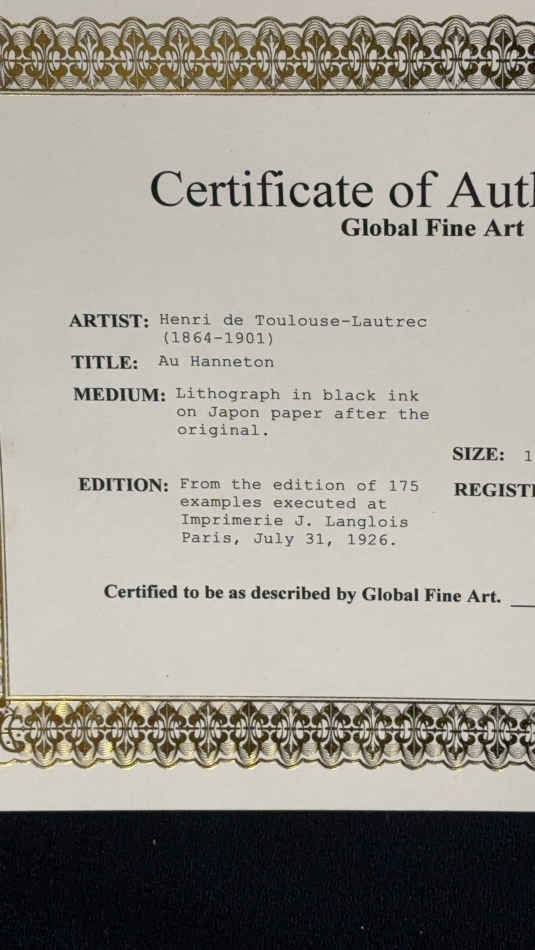 Certificate of
Global Fine Art
ARTIST: Henri de Toulouse-Lautrec
(1864-1901)
TITLE: Au Hanneton
MEDIUM: Lithograph in black ink
on Japon paper after the
original.
SIZE: 1
EDITION: From the edition of 175
examples executed at
Imprimerie J. Langlois
Paris, July 31, 1926.
Certified to be as described by Global Fine Art.